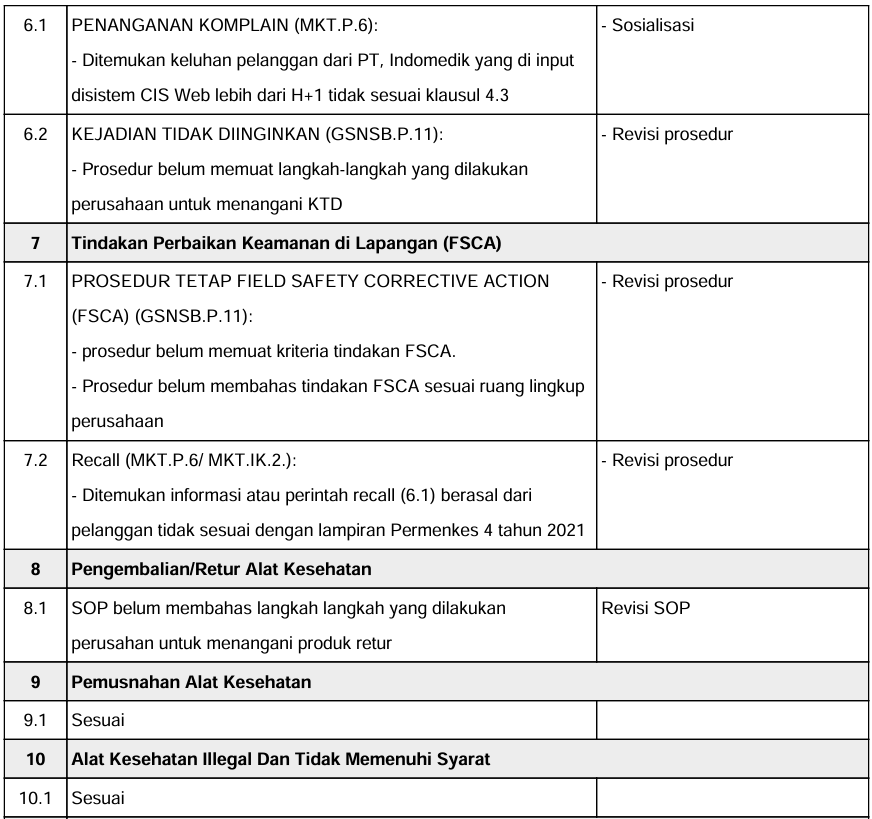 6.1 PENANGANAN KOMPLAIN (MKT.P.6): - Sosialisasi
- Ditemukan keluhan pelanggan dari PT, Indomedik yang di input
disistem CIS Web lebih dari H+1 tidak sesuai klausul 4.3
6.2 KEJADIAN TIDAK DIINGINKAN (GSNSB.P.11): - Revisi prosedur
- Prosedur belum memuat langkah-langkah yang dilakukan
perusahaan untuk menangani KTD
7 Tindakan Perbaikan Keamanan di Lapangan (FSCA)
7.1 PROSEDUR TETAP FIELD SAFETY CORRECTIVE ACTION - Revisi prosedur
(FSCA) (GSNSB.P.11):
- prosedur belum memuat kriteria tindakan FSCA.
- Prosedur belum membahas tindakan FSCA sesuai ruang lingkup
perusahaan
7.2 Recall (MKT.P.6/ MKT.IK.2.): - Revisi prosedur
- Ditemukan informasi atau perintah recall (6.1) berasal dari
pelanggan tidak sesuai dengan lampiran Permenkes 4 tahun 2021
8 Pengembalian/Retur Alat Kesehatan
8.1 SOP belum membahas langkah langkah yang dilakukan Revisi SOP
perusahan untuk menangani produk retur
9 Pemusnahan Alat Kesehatan
9.1 Sesuai
10 Alat Kesehatan Illegal Dan Tidak Memenuhi Syarat
10.1 Sesuai